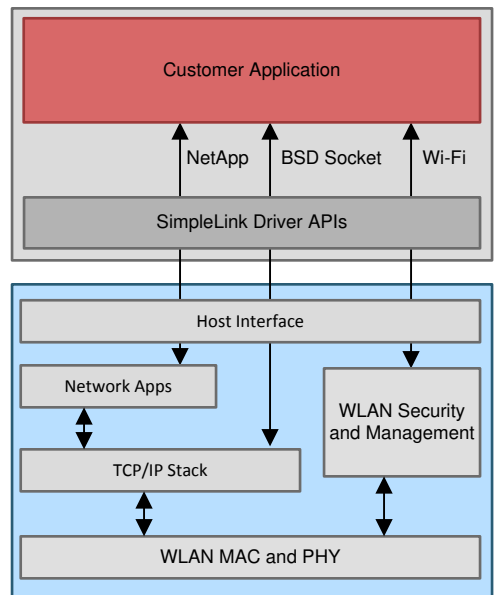 Customer Application
NetApp
BSD Socket
Wi-Fi
SimpleLink Driver APIs
Host Interface
Network Apps
WLAN Security
and Management
TCP/IP Stack
WLAN MAC and PHY